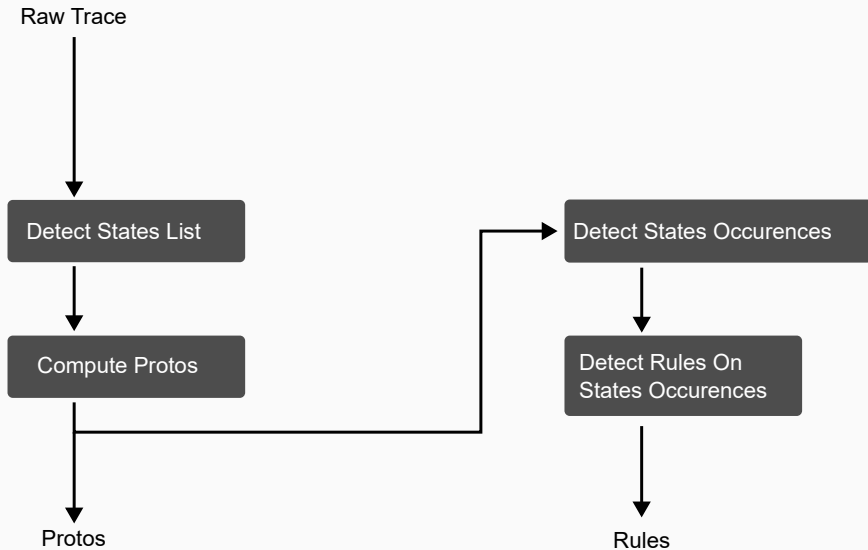 Raw Trace
Detect States List
Compute Protos
Protos
Detect States Occurences
Detect Rules On
States Occurences
Rules